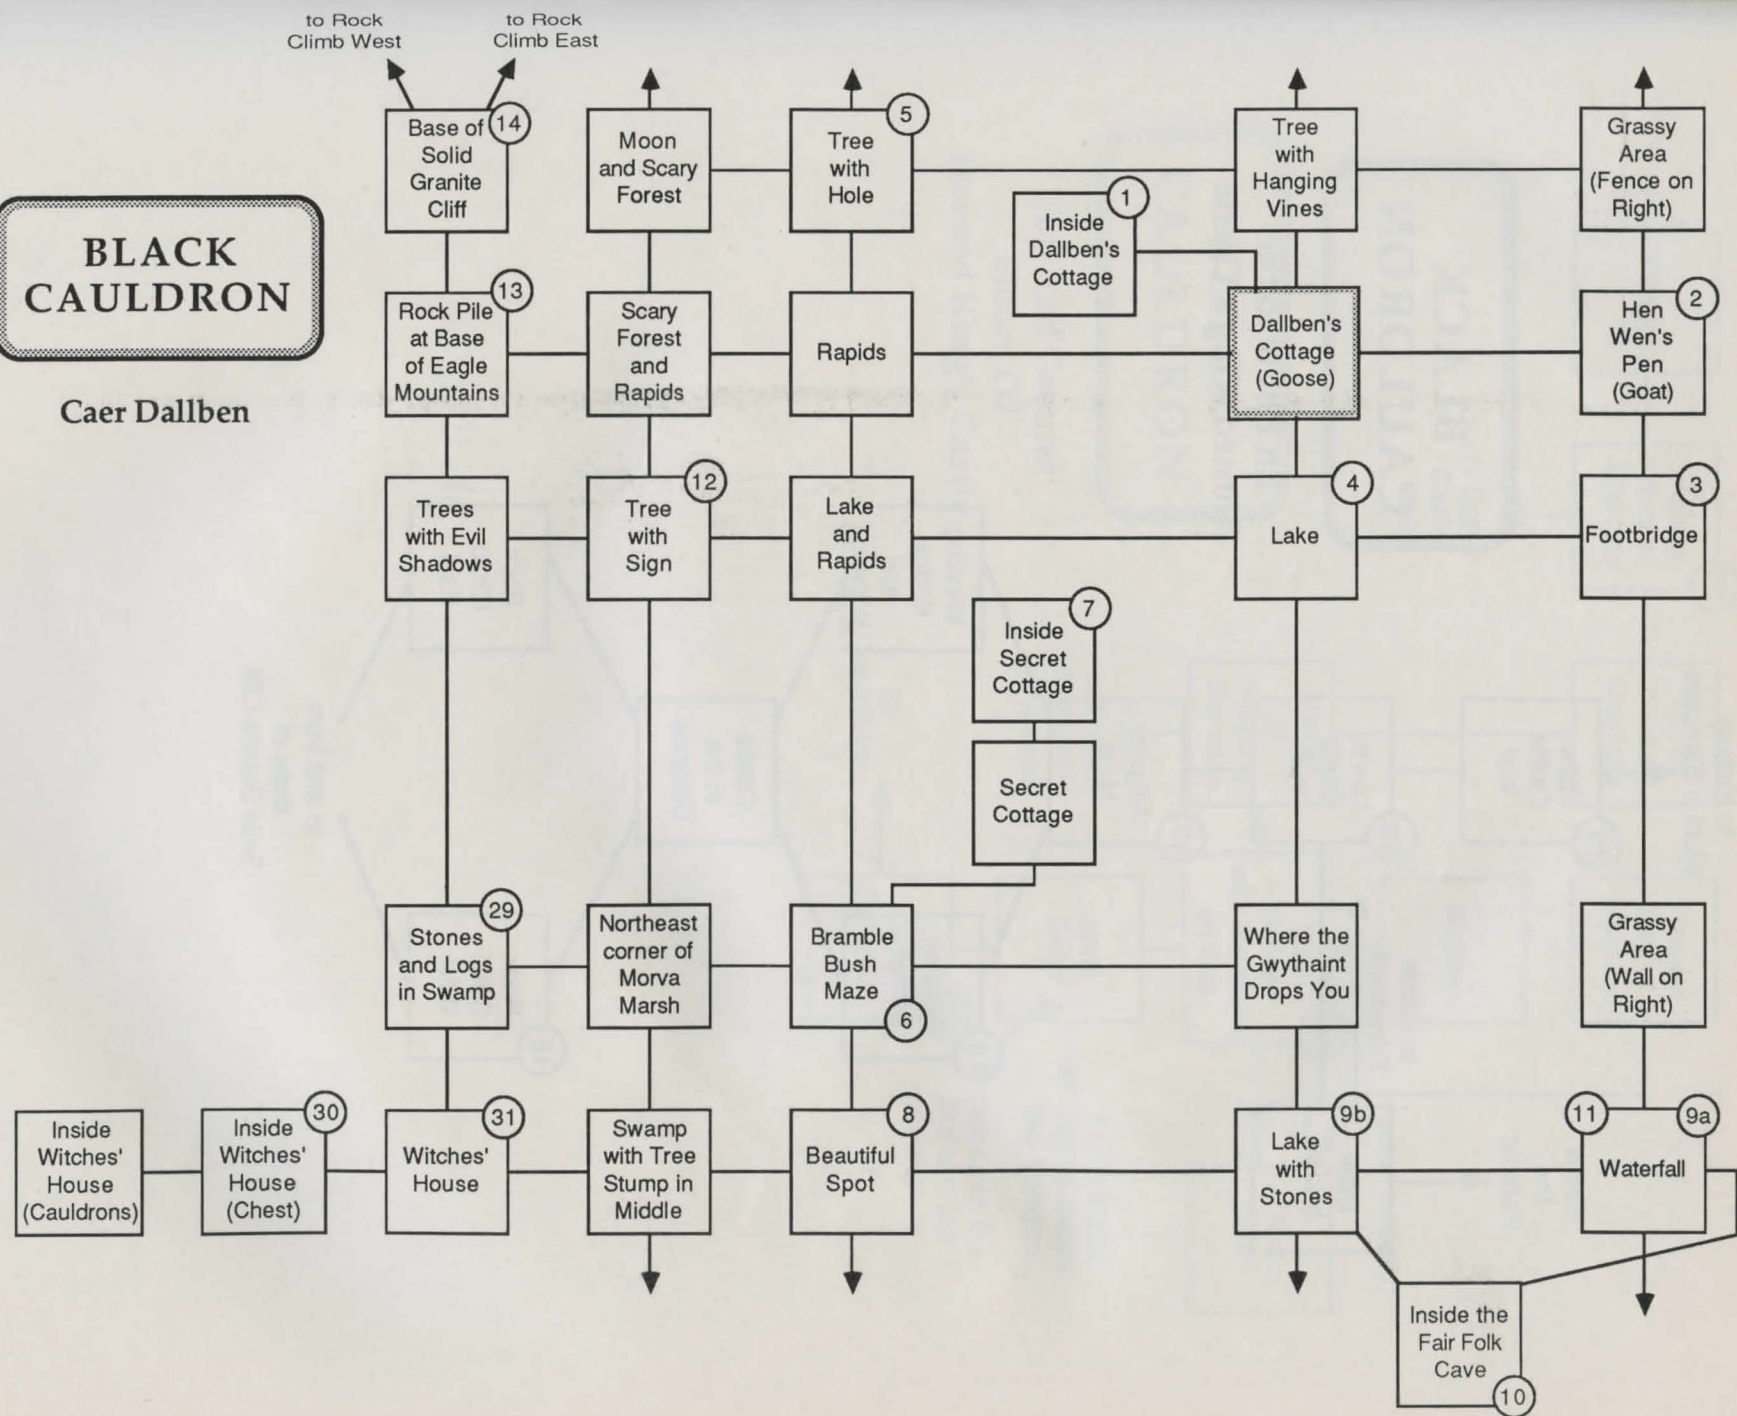 to Rock
Climb West
to Rock
Climb East
BLACK
CAULDRON
Caer Dallben
Base of
Solid
Granite
Cliff
14
Moon
and Scary
Forest
Tree
with
Hole
5
Tree
with
Hanging
Vines
Grassy
Area
(Fence on
Right)
Inside
Dallben's
Cottage
1
Rock Pile
at Base
of Eagle
Mountains
13
Scary
Forest
and
Rapids
Rapids
Dallben's
Cottage
(Goose)
Hen
Wen's
Pen
(Goat)
2
Trees
with Evil
Shadows
Tree
with
Sign
12
Lake
and
Rapids
Lake
4
Footbridge
3
Inside
Secret
Cottage
7
Secret
Cottage
Stones
and Logs
in Swamp
29
Northeast
corner of
Morva
Marsh
Bramble
Bush
Maze
6
Where the
Gwythaint
Drops You
Grassy
Area
(Wall on
Right)
Inside
Witches'
House
(Cauldrons)
Inside
Witches'
House
(Chest)
30
Witches'
House
31
Swamp
with Tree
Stump in
Middle
Beautiful
Spot
8
Lake
with
Stones
9b
11
Waterfall
9a
Inside the
Fair Folk
Cave
10